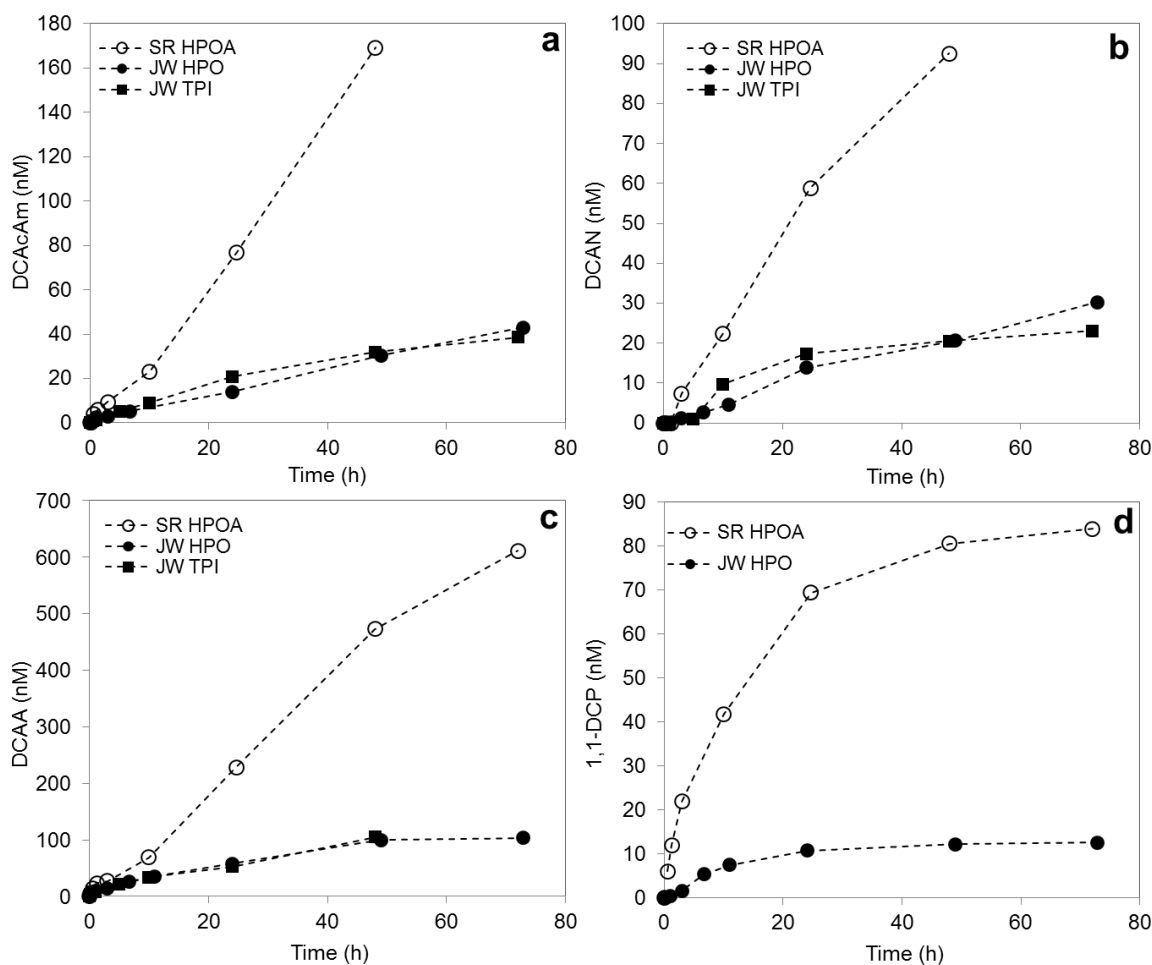 a
SR HPOA
JW HPO
JW TPI
DCAcAm (nM)
180
160
140
120
100
80
60
40
20
0
0 20 40 60 80
Time (h)
b
SR HPOA
JW HPO
JW TPI
DCAN (nM)
100
90
80
70
60
50
40
30
20
10
0
0 20 40 60 80
Time (h)
c
SR HPOA
JW HPO
JW TPI
DCAA (nM)
700
600
500
400
300
200
100
0
0 20 40 60 80
Time (h)
d
SR HPOA
JW HPO
1,1-DCP (nM)
90
80
70
60
50
40
30
20
10
0
0 20 40 60 80
Time (h)